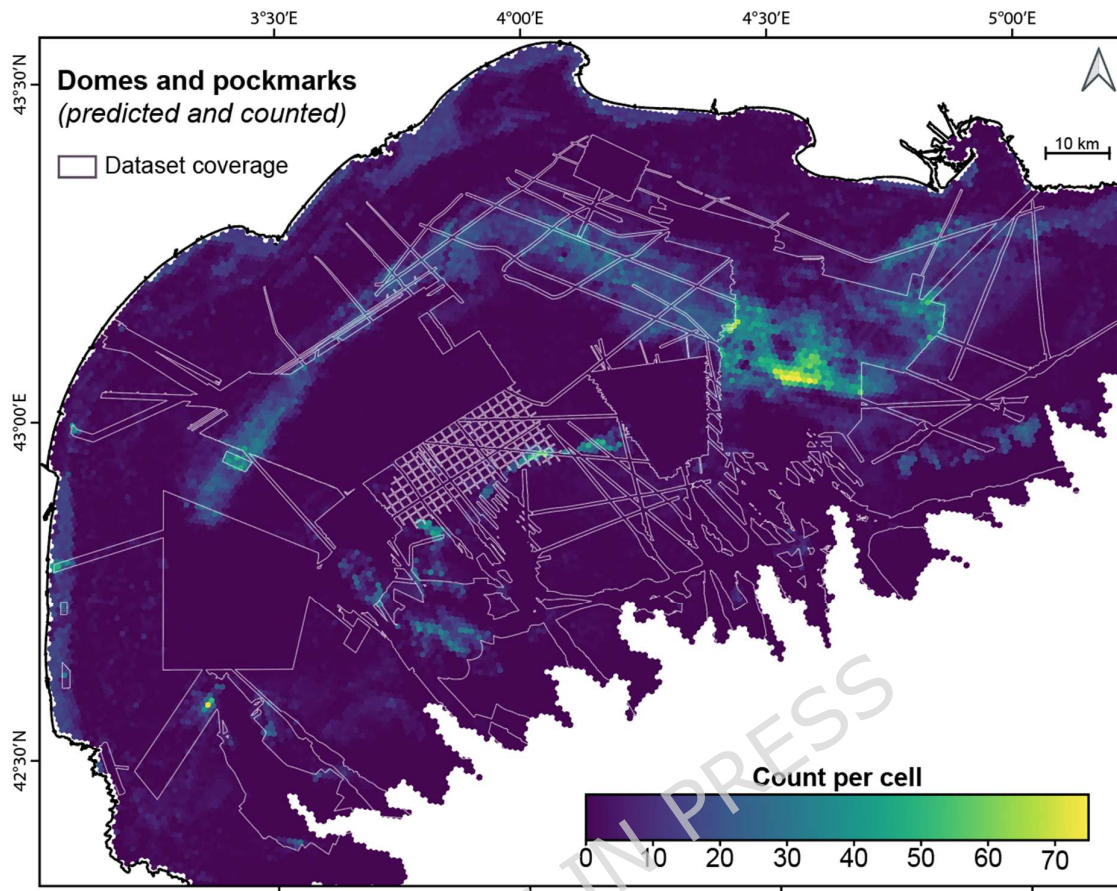 3°30′E 4°00′E 4°30′E 5°00′E
43°30′N
Domes and pockmarks
(predicted and counted)
Dataset coverage
10 km
43°00′E
42°30′N
IN PRESS
Count per cell
0 10 20 30 40 50 60 70